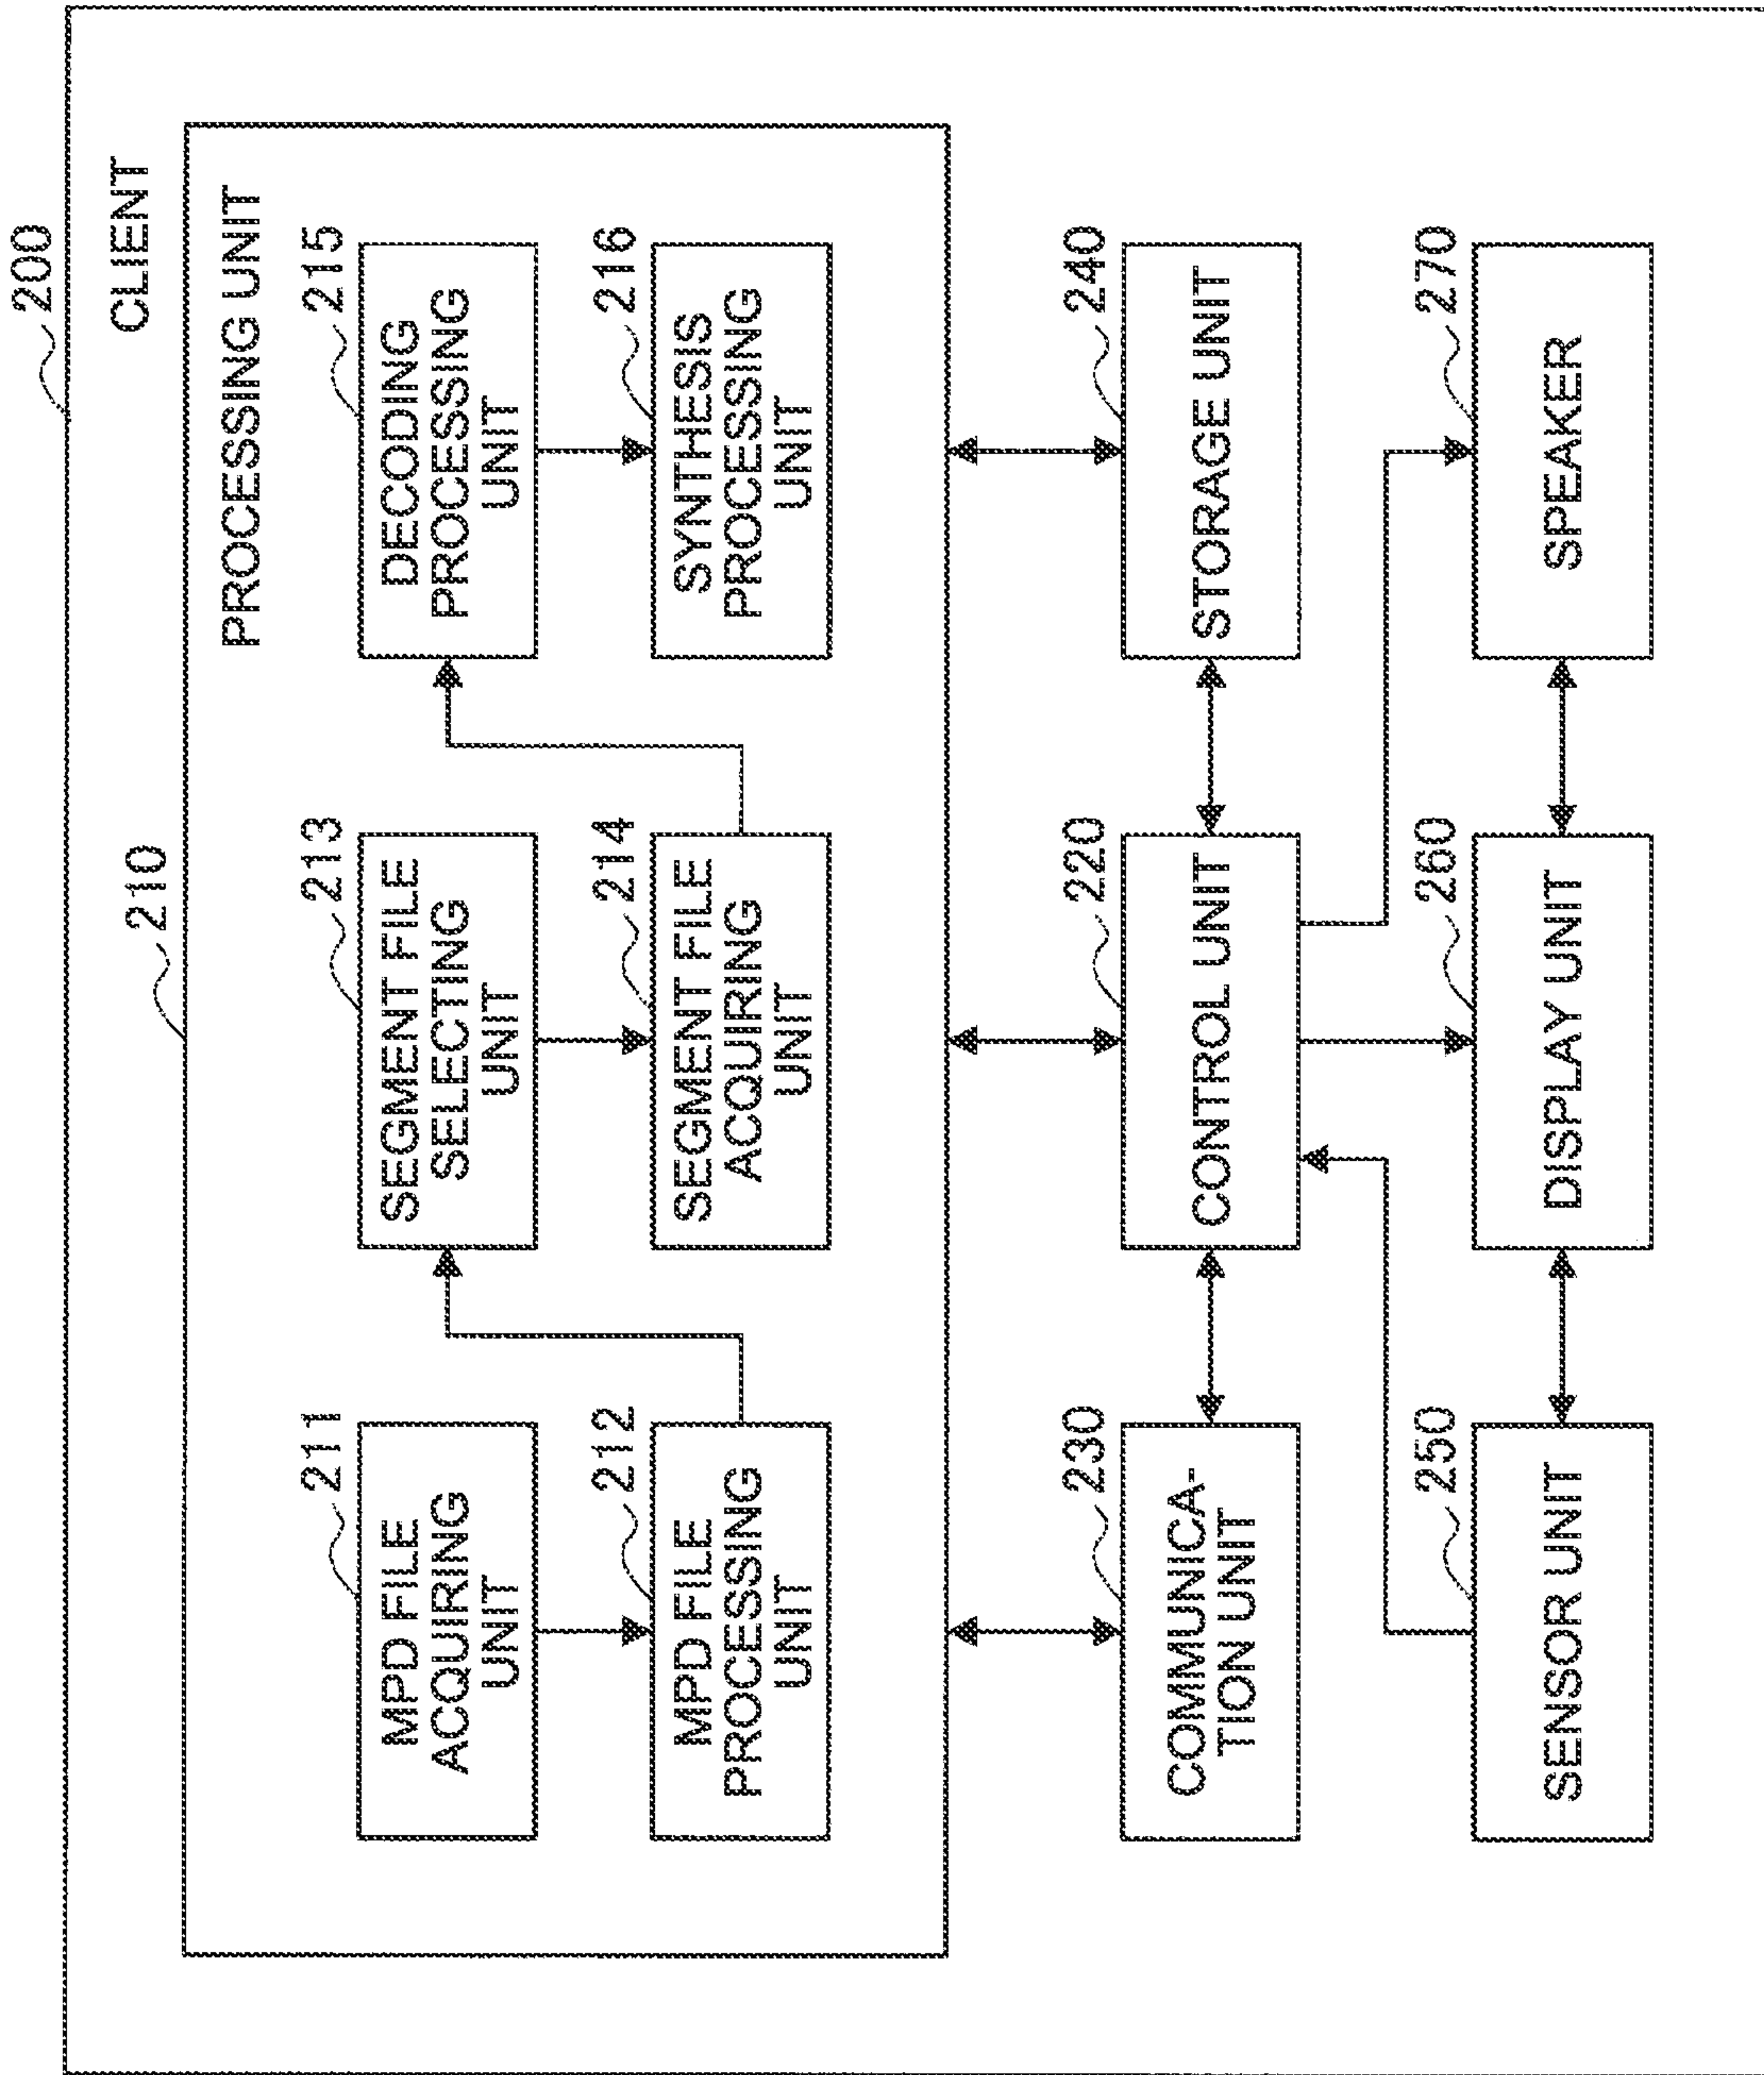 200
CLIENT
210
PROCESSING UNIT
211
MPD FILE
ACQUIRING
UNIT
213
SEGMENT FILE
SELECTING
UNIT
215
DECODING
PROCESSING
UNIT
212
MPD FILE
PROCESSING
UNIT
214
SEGMENT FILE
ACQUIRING
UNIT
216
SYNTHESIS
PROCESSING
UNIT
230
COMMUNICA-
TION UNIT
220
CONTROL UNIT
240
STORAGE UNIT
250
SENSOR UNIT
260
DISPLAY UNIT
270
SPEAKER